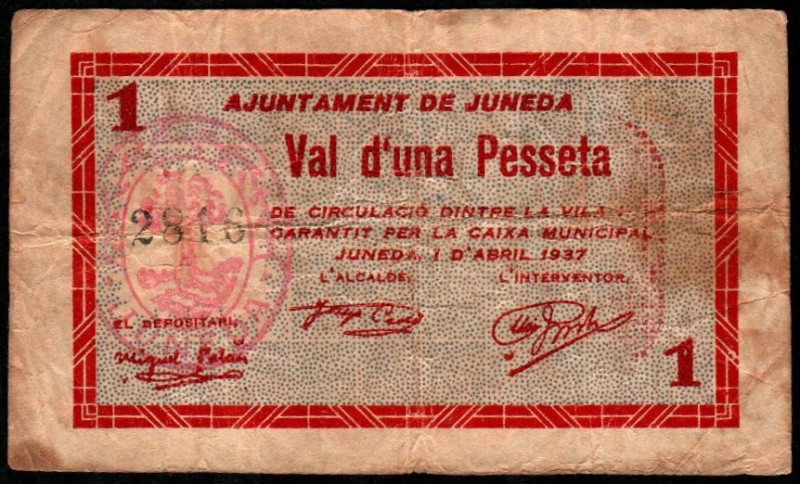 1
AJUNTAMENT DE JUNEDA
Val d'una Pesseta
2816
DE CIRCULACIÓ DINTRE LA VILA I
GARANTIT PER LA CAIXA MUNICIPAL
JUNEDA, 1 D'ABRIL 1937
L'ALCALDE, L'INTERVENTOR,
EL DEPOSITARI,
Miquel
1